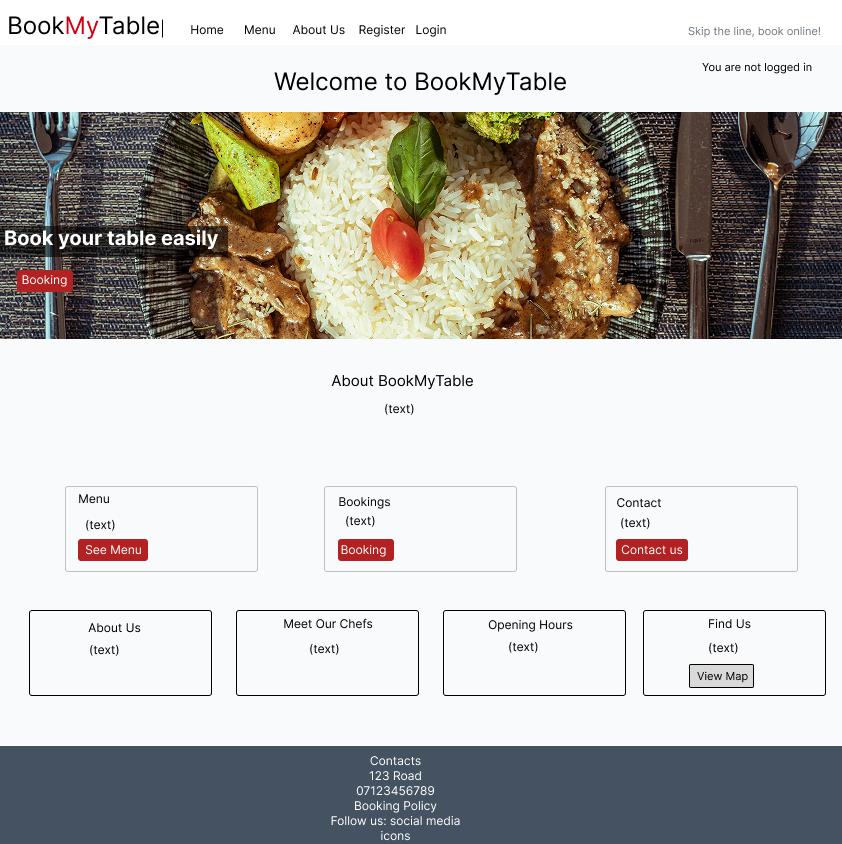 BookMyTable
Home Menu About Us Register Login
Skip the line, book online!
You are not logged in
Welcome to BookMyTable
Book your table easily
Booking
About BookMyTable
(text)
Menu
(text)
See Menu
Bookings
(text)
Booking
Contact
(text)
Contact us
About Us
(text)
Meet Our Chefs
(text)
Opening Hours
(text)
Find Us
(text)
View Map
Contacts
123 Road
07123456789
Booking Policy
Follow us: social media
icons